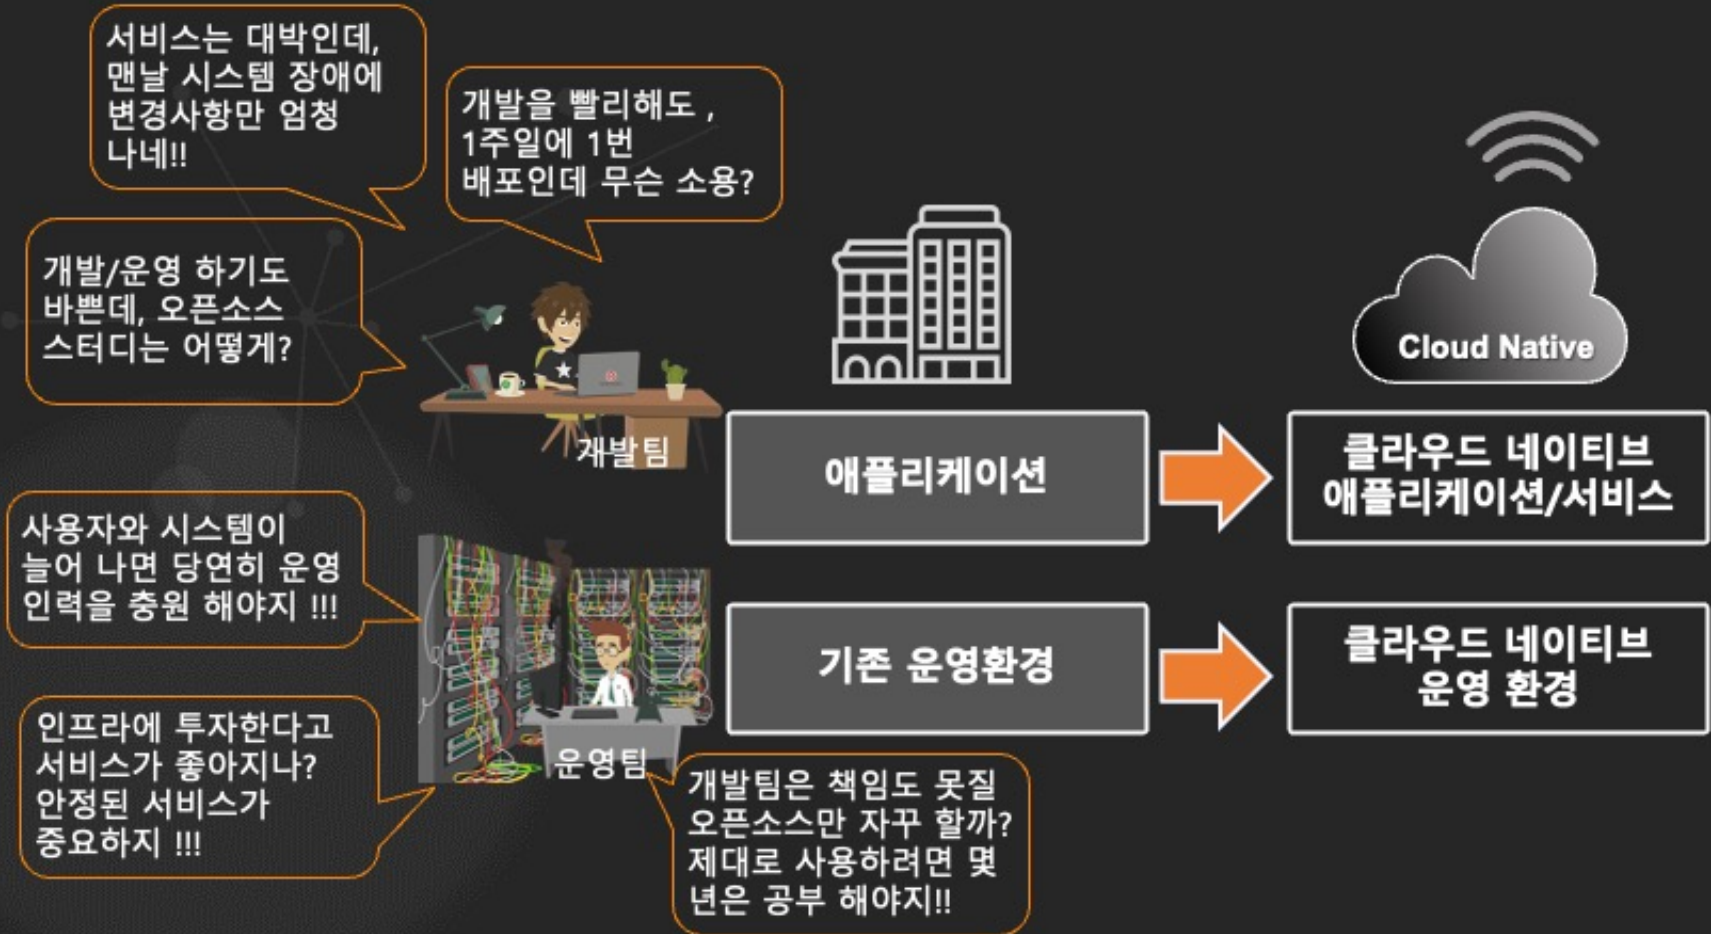 서비스는 대박인데,
맨날 시스템 장애에
변경사항만 엄청
나네!!
개발을 빨리해도 ,
1주일에 1번
배포인데 무슨 소용?
개발/운영 하기도
바쁜데, 오픈소스
스터디는 어떻게?
개발팀
Cloud Native
애플리케이션
클라우드 네이티브
애플리케이션/서비스
사용자와 시스템이
늘어 나면 당연히 운영
인력을 충원 해야지 !!!
기존 운영환경
클라우드 네이티브
운영 환경
인프라에 투자한다고
서비스가 좋아지나?
안정된 서비스가
중요하지 !!!
운영팀
개발팀은 책임도 못질
오픈소스만 자꾸 할까?
제대로 사용하려면 몇
년은 공부 해야지!!